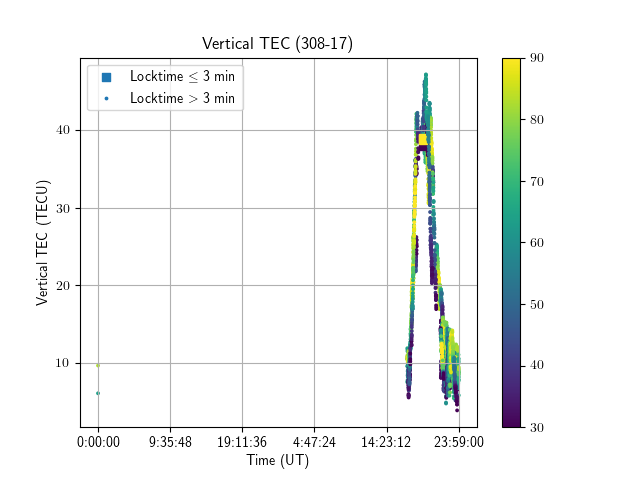 Vertical TEC (308-17)
Locktime ≤ 3 min
Locktime > 3 min
Vertical TEC (TECU)
40
30
20
10
0:00:00 9:35:48 19:11:36 4:47:24 14:23:12 23:59:00
Time (UT)
90
80
70
60
50
40
30